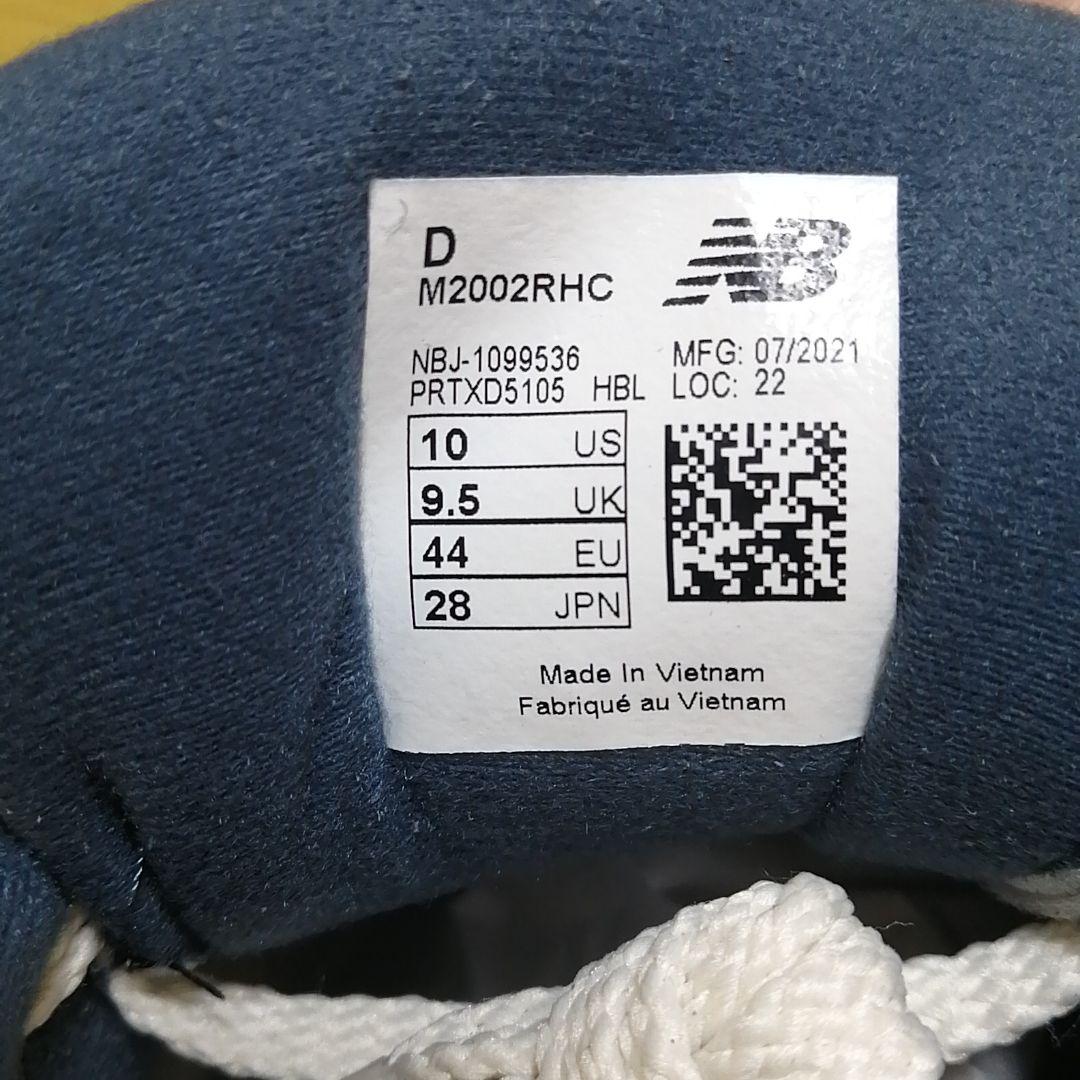 D
NB
M2002RHC
NBJ-1099536
MFG: 07/2021
PRTXD5105 HBL
LOC: 22
10 US
9.5 UK
44 EU
28 JPN
Made In Vietnam
Fabriqué au Vietnam